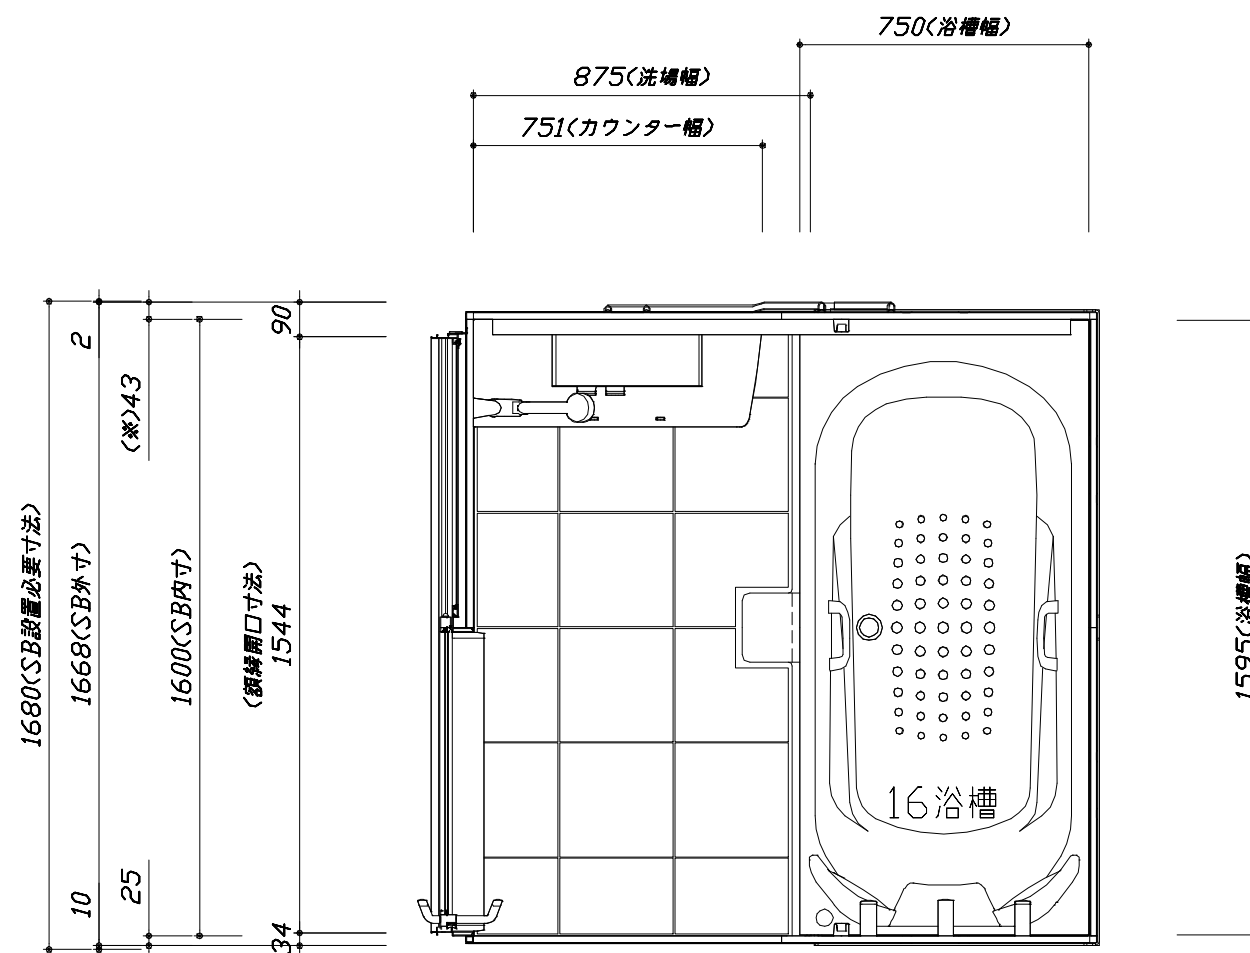 750(浴槽幅)
875(洗場幅)
751(カウンター幅)
1680(SB設置必要寸法)
2
1668(SB外寸)
10
(※)43
25
1600(SB内寸)
90
(額縁開口寸法)
1544
34
16浴槽
1595(浴槽幅)